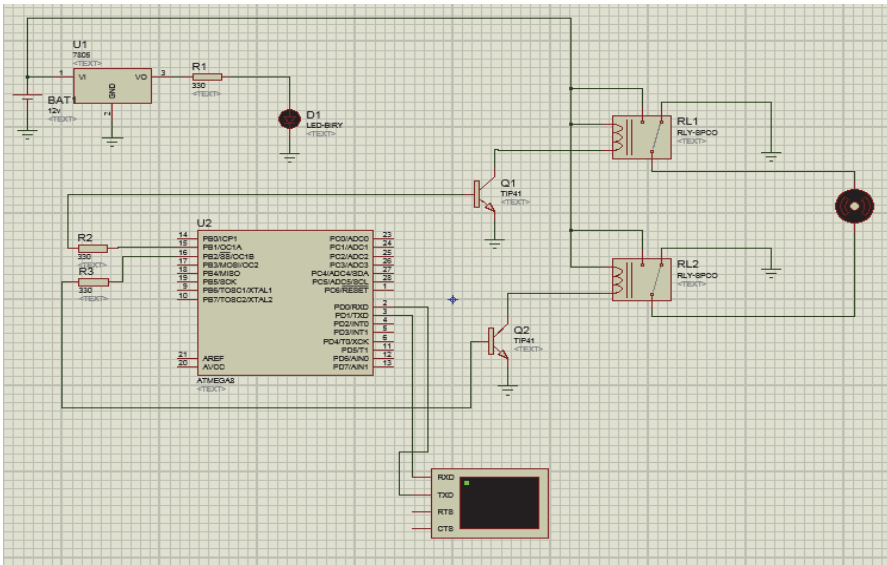 U1
7805
<TEXT>
1
VI
VO
3
GND
2
BAT1
12v
<TEXT>
R1
330
<TEXT>
D1
LED-BIRY
<TEXT>
RL1
RLY-SPCO
<TEXT>
Q1
TIP41
<TEXT>
R2
330
<TEXT>
R3
330
<TEXT>
U2
14 PB0/ICP1 PC0/ADC0 23
15 PB1/OC1A PC1/ADC1 24
16 PB2/SS/OC1B PC2/ADC2 25
17 PB3/MOSI/OC2 PC3/ADC3 26
18 PB4/MISO PC4/ADC4/SDA 27
19 PB5/SCK PC5/ADC5/SCL 28
9 PB6/TOSC1/XTAL1 PC6/RESET 1
10 PB7/TOSC2/XTAL2
PD0/RXD 2
PD1/TXD 3
PD2/INT0 4
PD3/INT1 5
PD4/T0/XCK 6
PD5/T1 11
21 AREF PD6/AIN0 12
20 AVCC PD7/AIN1 13
ATMEGA8
<TEXT>
RL2
RLY-SPCO
<TEXT>
Q2
TIP41
<TEXT>
RXD
TXD
RTS
CTS